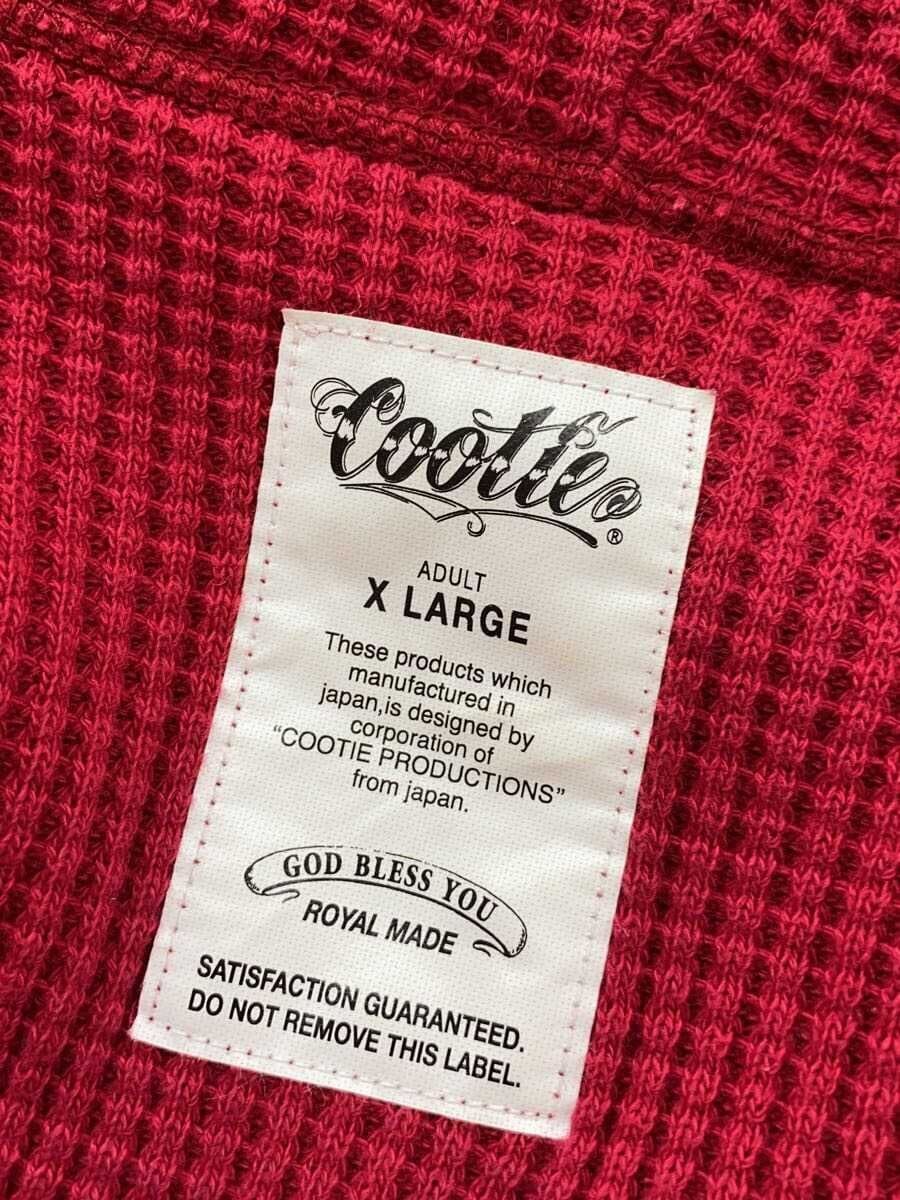 Cootie
®
ADULT
X LARGE
These products which
manufactured in
japan,is designed by
corporation of
“COOTIE PRODUCTIONS”
from japan.
GOD BLESS YOU
ROYAL MADE
SATISFACTION GUARANTEED.
DO NOT REMOVE THIS LABEL.